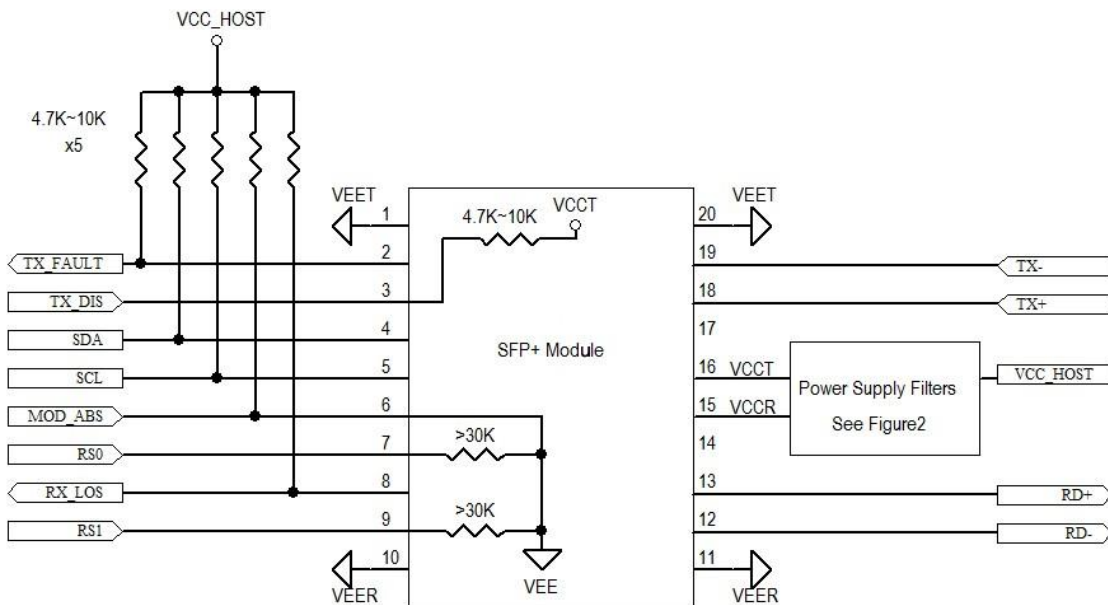 VCC_HOST
4.7K~10K
x5
VEET
1
4.7K~10K
VCCT
20
VEET
TX_FAULT
2
19
TX-
TX_DIS
3
18
TX+
SDA
4
17
SFP+ Module
SCL
5
16
VCCT
Power Supply Filters
See Figure2
VCC_HOST
MOD_ABS
6
15
VCCR
RS0
7
>30K
14
RX_LOS
8
13
RD+
RS1
9
>30K
12
RD-
10
VEER
VEE
11
VEER